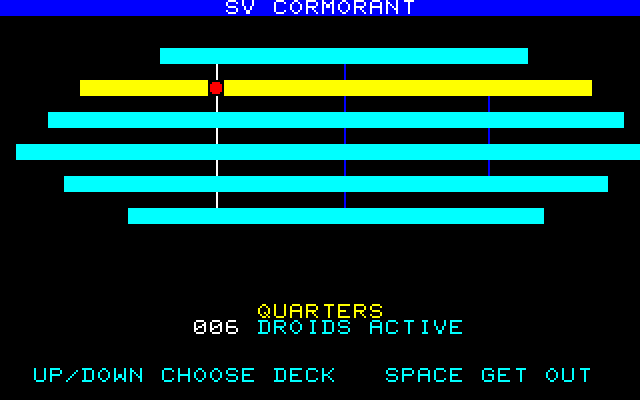 SV CORMORANT
QUARTERS
006 DROIDS ACTIVE
UP/DOWN CHOOSE DECK   SPACE GET OUT